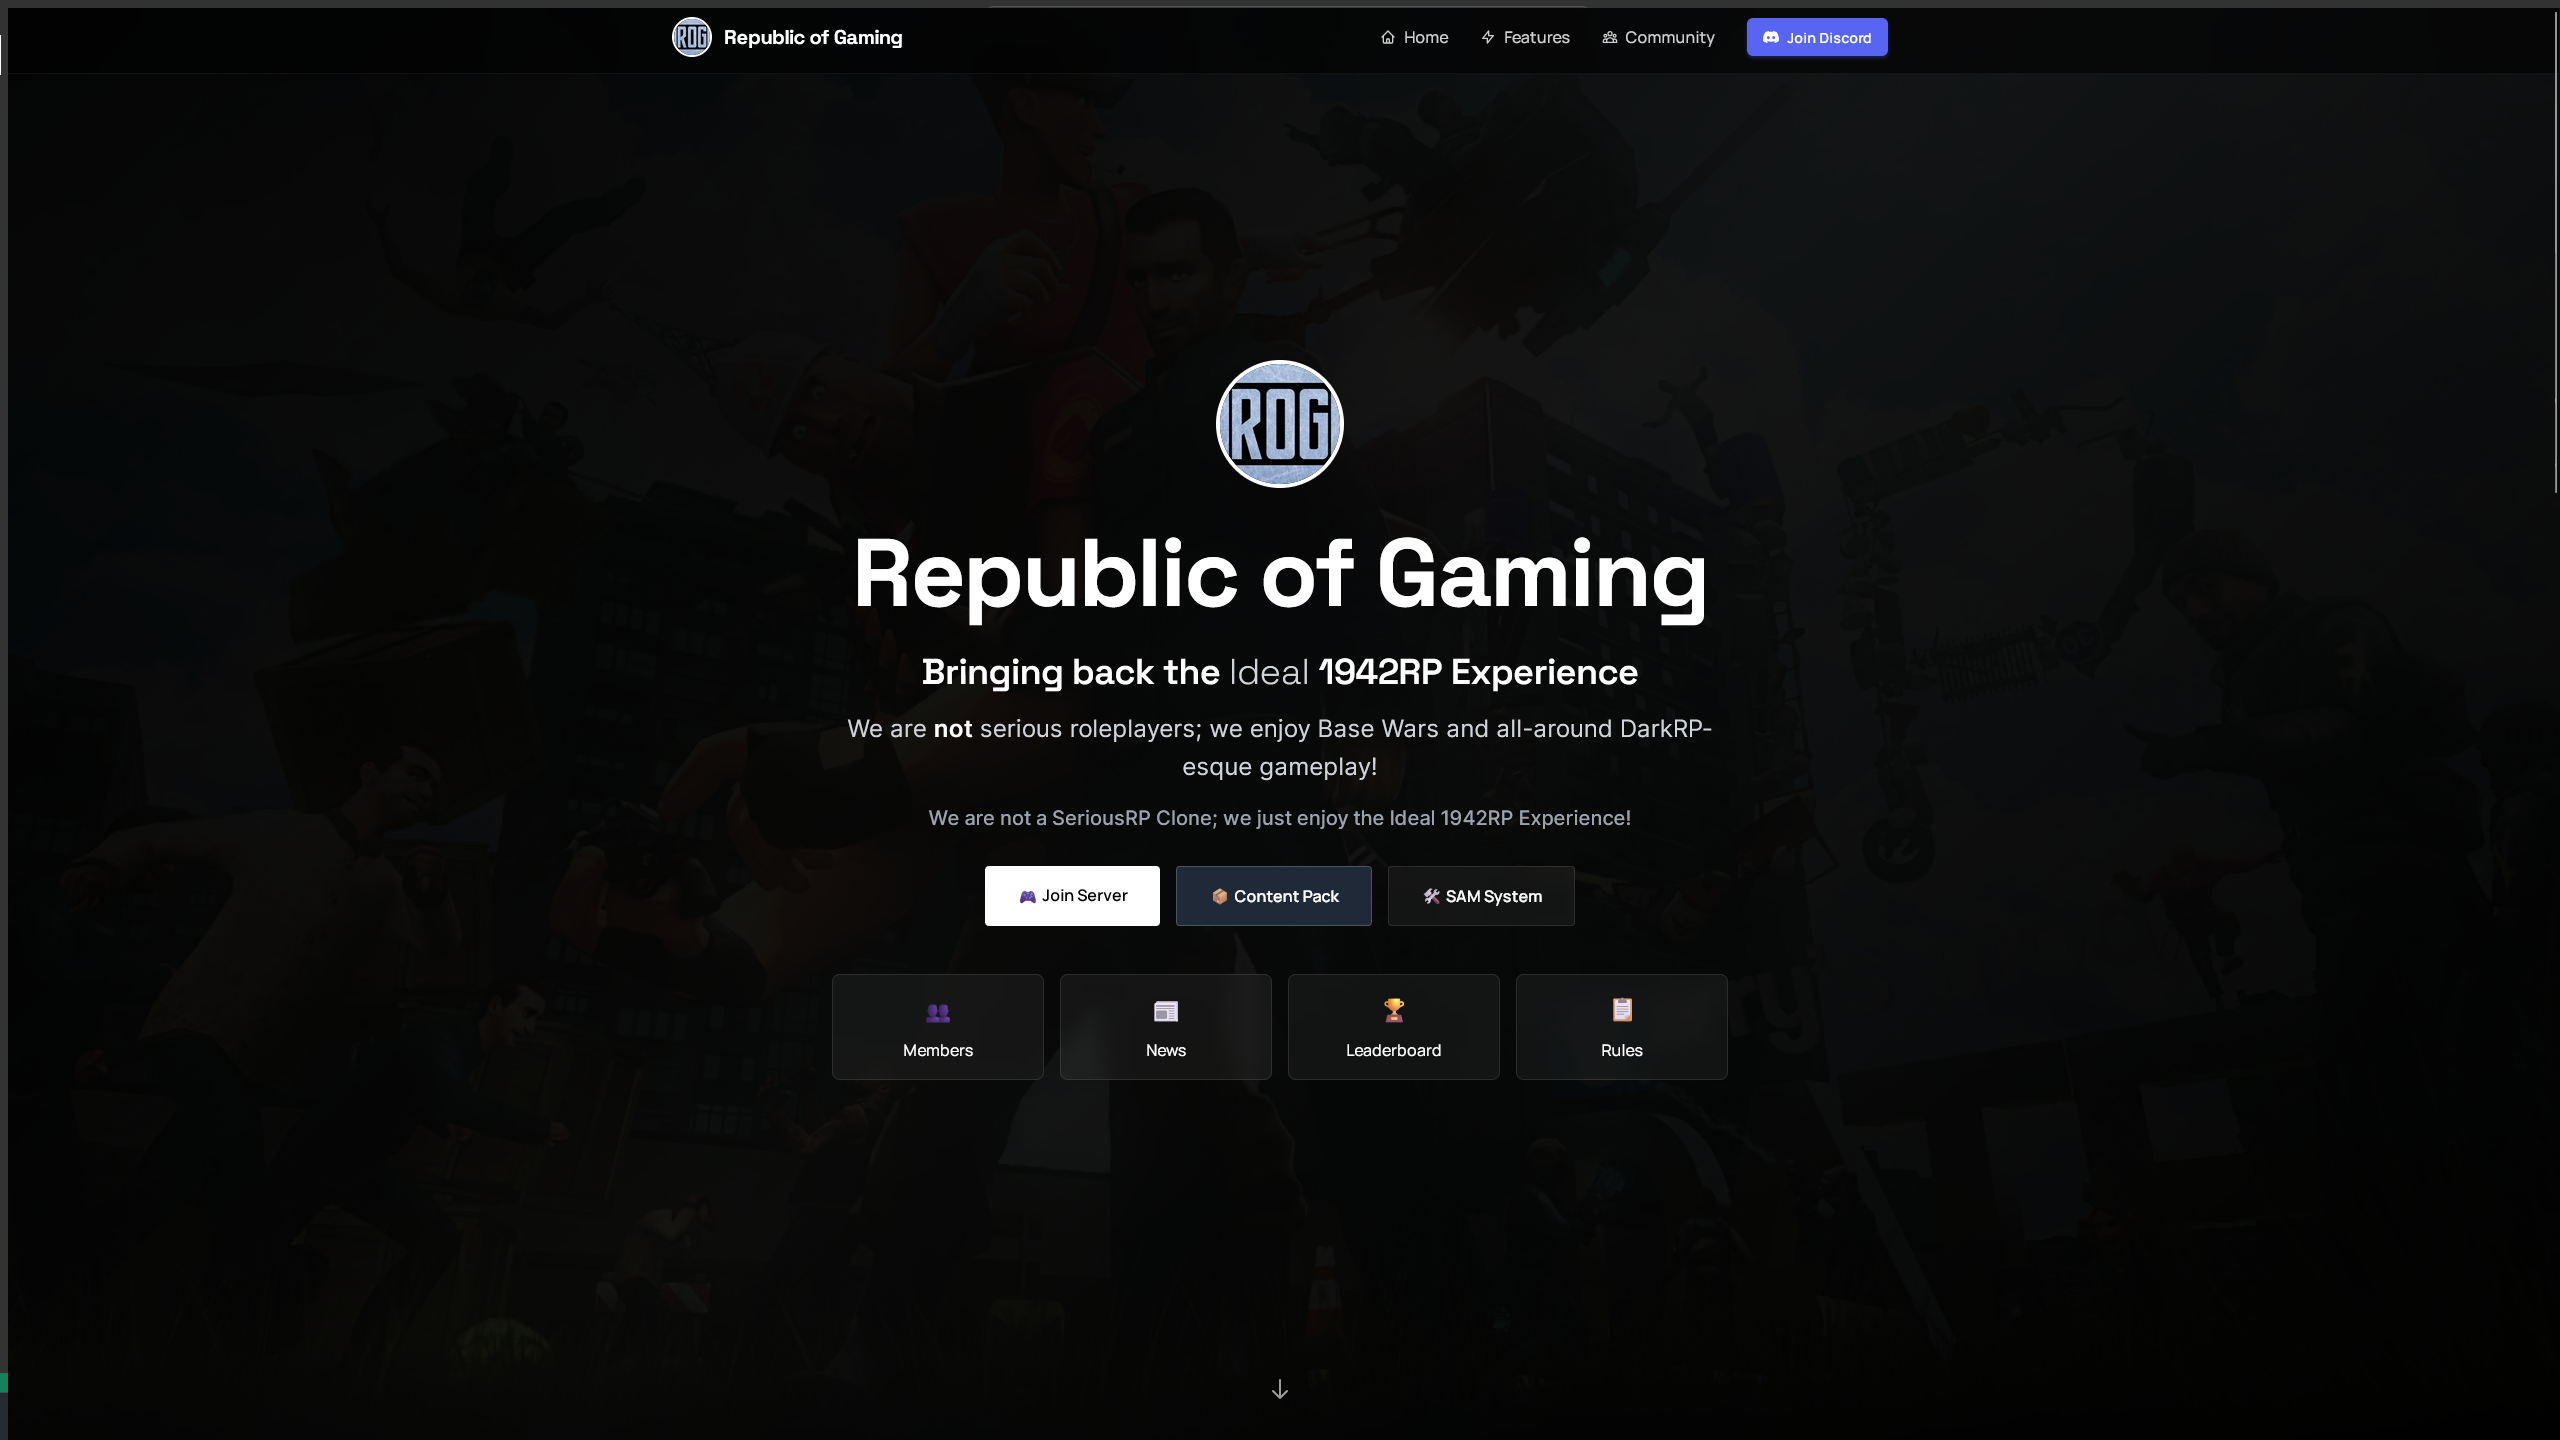 ROG Republic of Gaming Home Features Community Join Discord
ROG
Republic of Gaming
Bringing back the Ideal 1942RP Experience
We are not serious roleplayers; we enjoy Base Wars and all-around DarkRP-
esque gameplay!
We are not a SeriousRP Clone; we just enjoy the Ideal 1942RP Experience!
Join Server Content Pack SAM System
Members News Leaderboard Rules